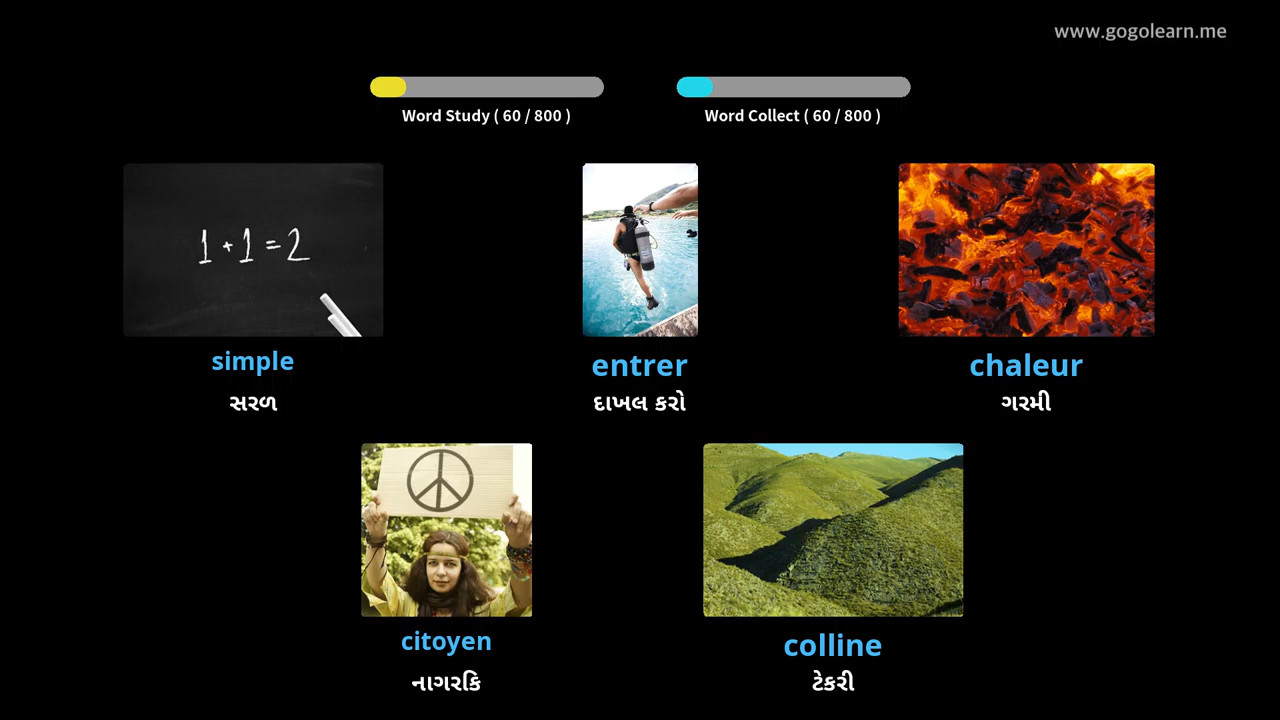 www.gogolearn.me
Word Study ( 60 / 800 )
Word Collect ( 60 / 800 )
1 + 1 = 2
simple
સરળ
entrer
દાખલ કરો
chaleur
ગરમી
citoyen
નાગરકિ
colline
ટેકરી